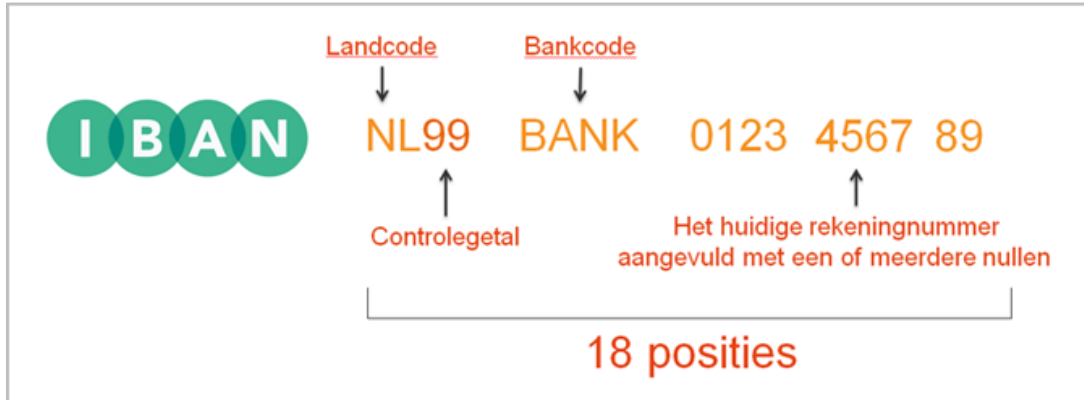 Landcode Bankcode
IBAN NL99 BANK 0123 4567 89
Controlegetal
Het huidige rekeningnummer
aangevuld met een of meerdere nullen
18 posities